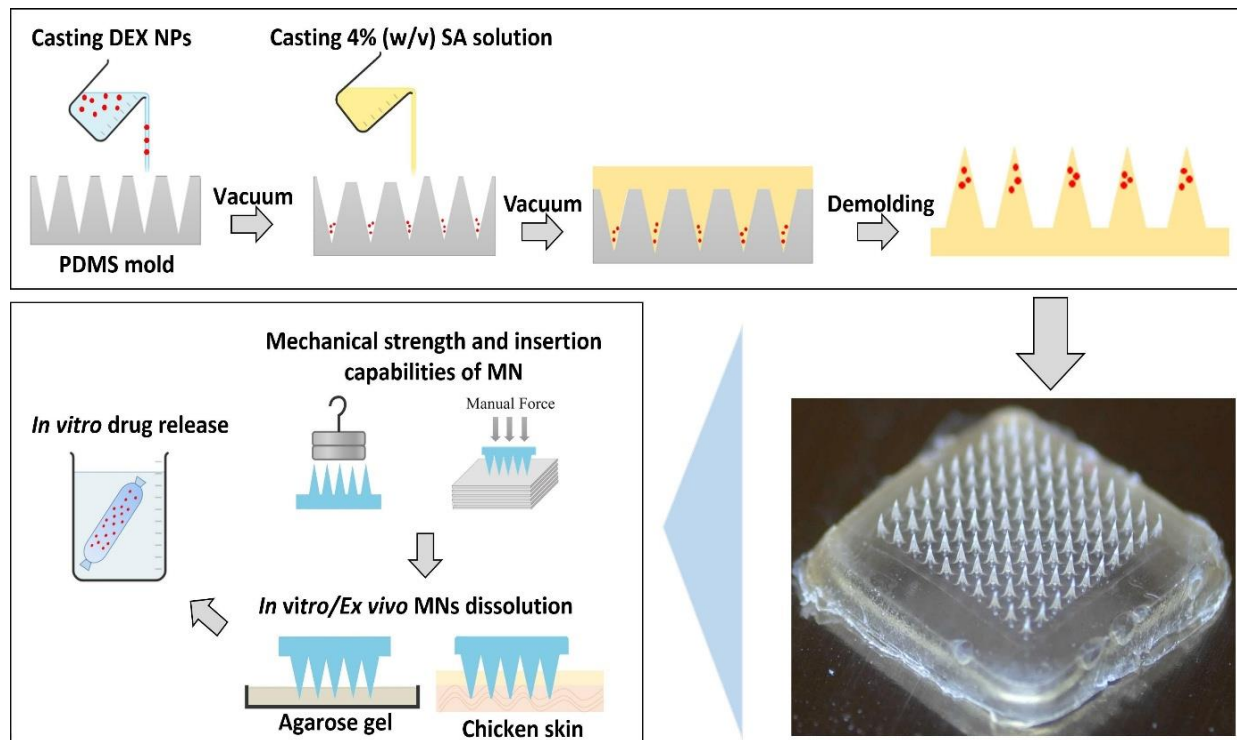 Casting DEX NPs
Casting 4% (w/v) SA solution
Vacuum
Vacuum
Demolding
PDMS mold
Mechanical strength and insertion
capabilities of MN
Manual Force
In vitro drug release
In vitro/Ex vivo MNs dissolution
Agarose gel
Chicken skin